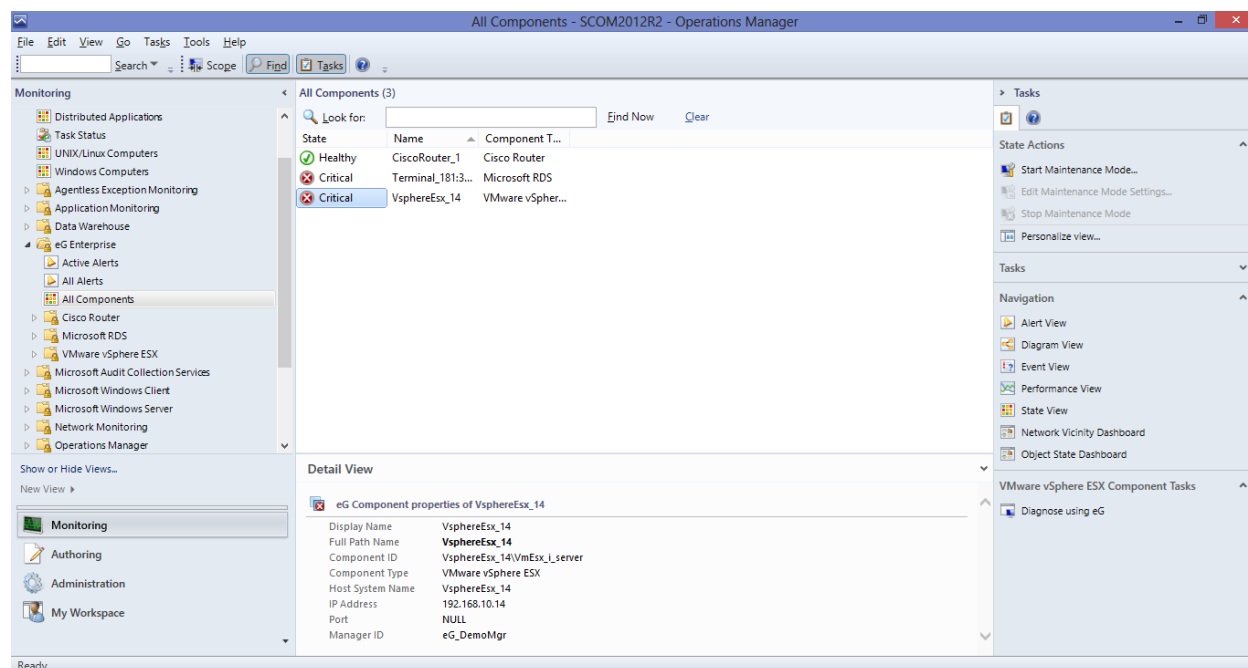 All Components - SCOM2012R2 - Operations Manager
File Edit View Go Tasks Tools Help
Search Scope Find Tasks
Monitoring
Distributed Applications
Task Status
UNIX/Linux Computers
Windows Computers
Agentless Exception Monitoring
Application Monitoring
Data Warehouse
eG Enterprise
Active Alerts
All Alerts
All Components
Cisco Router
Microsoft RDS
VMware vSphere ESX
Microsoft Audit Collection Services
Microsoft Windows Client
Microsoft Windows Server
Network Monitoring
Operations Manager
Show or Hide Views...
New View
Monitoring
Authoring
Administration
My Workspace
All Components (3)
Look for: Find Now Clear
State Name Component T...
Healthy CiscoRouter_1 Cisco Router
Critical Terminal_181:3... Microsoft RDS
Critical VsphereEsx_14 VMware vSpher...
Detail View
eG Component properties of VsphereEsx_14
Display Name VsphereEsx_14
Full Path Name VsphereEsx_14
Component ID VsphereEsx_14\VmEsx_i_server
Component Type VMware vSphere ESX
Host System Name VsphereEsx_14
IP Address 192.168.10.14
Port NULL
Manager ID eG_DemoMgr
Tasks
State Actions
Start Maintenance Mode...
Edit Maintenance Mode Settings...
Stop Maintenance Mode
Personalize view...
Tasks
Navigation
Alert View
Diagram View
Event View
Performance View
State View
Network Vicinity Dashboard
Object State Dashboard
VMware vSphere ESX Component Tasks
Diagnose using eG
Ready